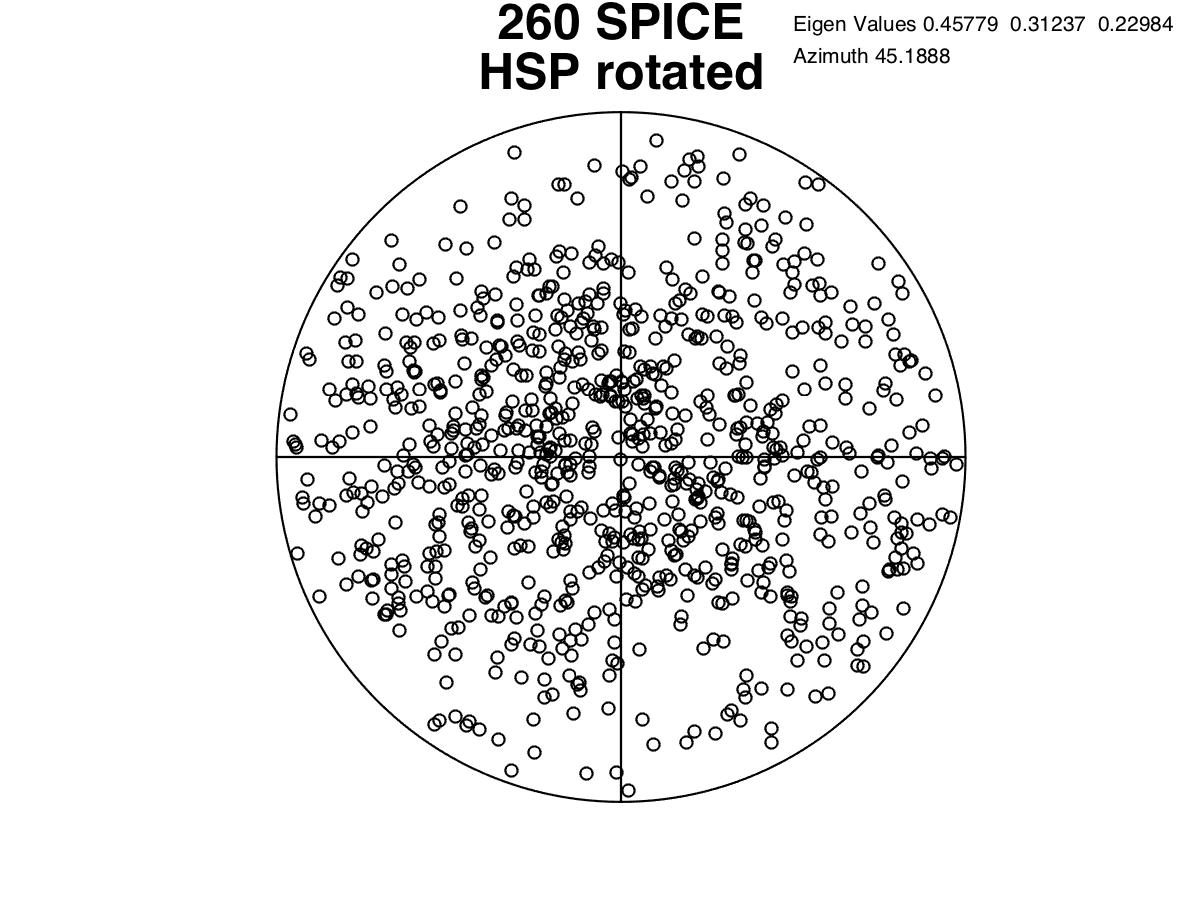 260 SPICE
HSP rotated
Eigen Values 0.45779  0.31237  0.22984
Azimuth 45.1888